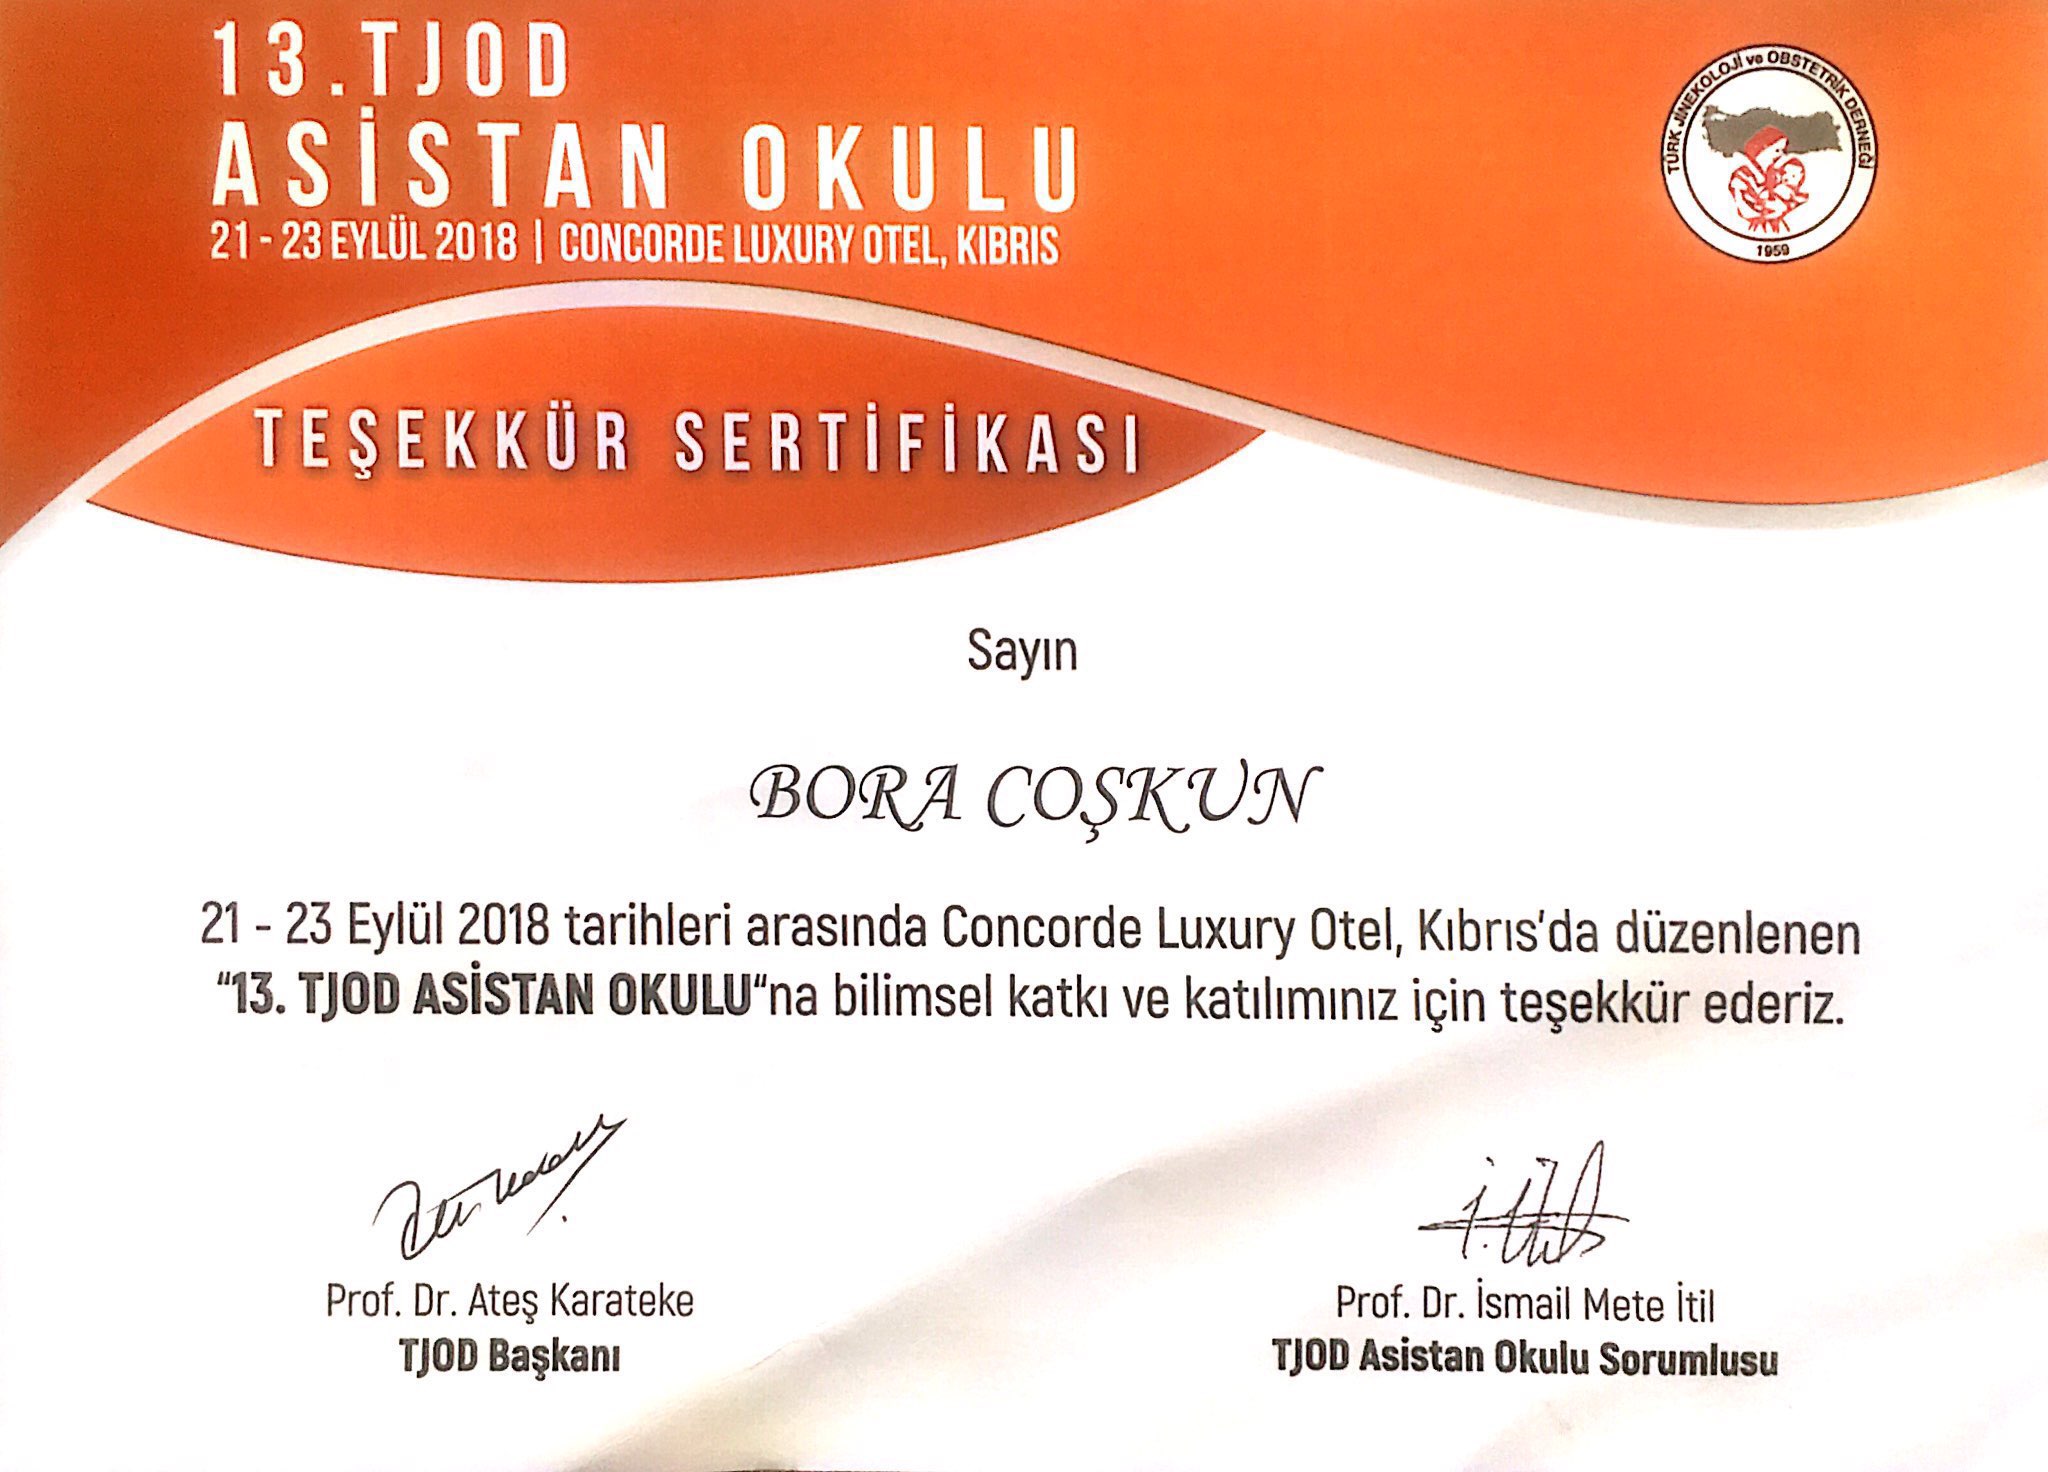 13.TJOD
ASİSTAN OKULU
21 - 23 EYLÜL 2018 | CONCORDE LUXURY OTEL, KIBRIS
TÜRK JİNEKOLOJİ ve OBSTETRİK DERNEĞİ
1959
TEŞEKKÜR SERTİFİKASI
Sayın
BORA COŞKUN
21 - 23 Eylül 2018 tarihleri arasında Concorde Luxury Otel, Kıbrıs'da düzenlenen
“13. TJOD ASİSTAN OKULU“na bilimsel katkı ve katılımınız için teşekkür ederiz.
Prof. Dr. Ateş Karateke
TJOD Başkanı
Prof. Dr. İsmail Mete İtil
TJOD Asistan Okulu Sorumlusu